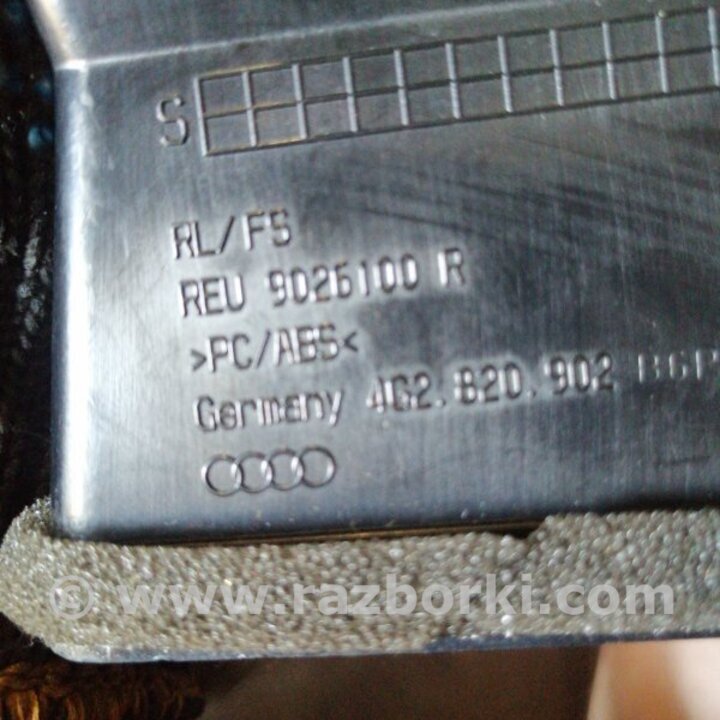 S
RL/FS
REU 9026100 R
>PC/ABS<
Germany 4G2.820.902
© www.razborki.com